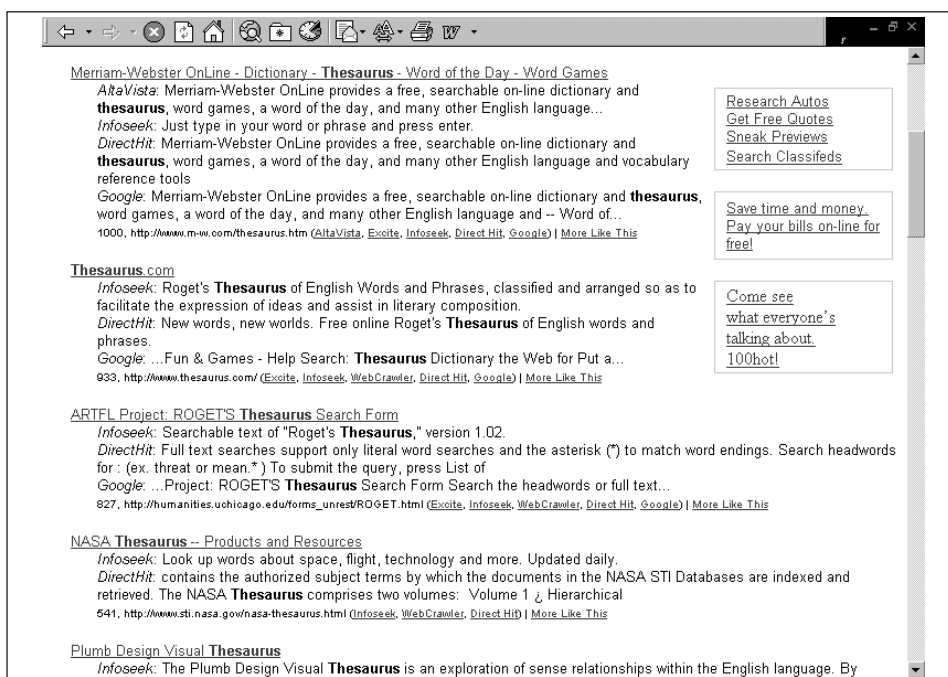 Merriam-Webster OnLine - Dictionary - Thesaurus - Word of the Day - Word Games
AltaVista: Merriam-Webster OnLine provides a free, searchable on-line dictionary and
thesaurus, word games, a word of the day, and many other English language...
Infoseek: Just type in your word or phrase and press enter.
DirectHit: Merriam-Webster OnLine provides a free, searchable on-line dictionary and
thesaurus, word games, a word of the day, and many other English language and vocabulary
reference tools
Google: Merriam-Webster OnLine provides a free, searchable on-line dictionary and thesaurus,
word games, a word of the day, and many other English language and -- Word of...
1000, http://www.m-w.com/thesaurus.htm (AltaVista, Excite, Infoseek, Direct Hit, Google) | More Like This
Thesaurus.com
Infoseek: Roget's Thesaurus of English Words and Phrases, classified and arranged so as to
facilitate the expression of ideas and assist in literary composition.
DirectHit: New words, new worlds. Free online Roget's Thesaurus of English words and
phrases.
Google: ...Fun & Games - Help Search: Thesaurus Dictionary the Web for Put a...
933, http://www.thesaurus.com/ (Excite, Infoseek, WebCrawler, Direct Hit, Google) | More Like This
ARTFL Project: ROGET'S Thesaurus Search Form
Infoseek: Searchable text of "Roget's Thesaurus," version 1.02.
DirectHit: Full text searches support only literal word searches and the asterisk (*) to match word endings. Search headwords
for : (ex. threat or mean.* ) To submit the query, press List of
Google: ...Project: ROGET'S Thesaurus Search Form Search the headwords or full text...
827, http://humanities.uchicago.edu/forms_unrest/ROGET.html (Excite, Infoseek, WebCrawler, Direct Hit, Google) | More Like This
NASA Thesaurus -- Products and Resources
Infoseek: Look up words about space, flight, technology and more. Updated daily.
DirectHit: contains the authorized subject terms by which the documents in the NASA STI Databases are indexed and
retrieved. The NASA Thesaurus comprises two volumes: Volume 1 ¿ Hierarchical
541, http://www.sti.nasa.gov/nasa-thesaurus.html (Infoseek, WebCrawler, Direct Hit) | More Like This
Plumb Design Visual Thesaurus
Infoseek: The Plumb Design Visual Thesaurus is an exploration of sense relationships within the English language. By
Research Autos
Get Free Quotes
Sneak Previews
Search Classifeds
Save time and money.
Pay your bills on-line for
free!
Come see
what everyone's
talking about.
100hot!